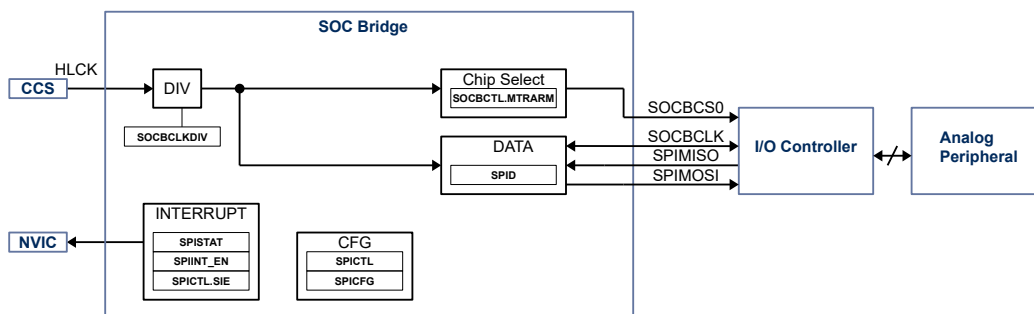 SOC Bridge
HLCK
CCS
DIV
SOCBCLKDIV
Chip Select
SOCBCTL.MTRARM
SOCBCS0
DATA
SPID
SOCBCLK
SPIMISO
SPIMOSI
I/O Controller
Analog
Peripheral
NVIC
INTERRUPT
SPISTAT
SPIINT_EN
SPICTL.SIE
CFG
SPICTL
SPICFG